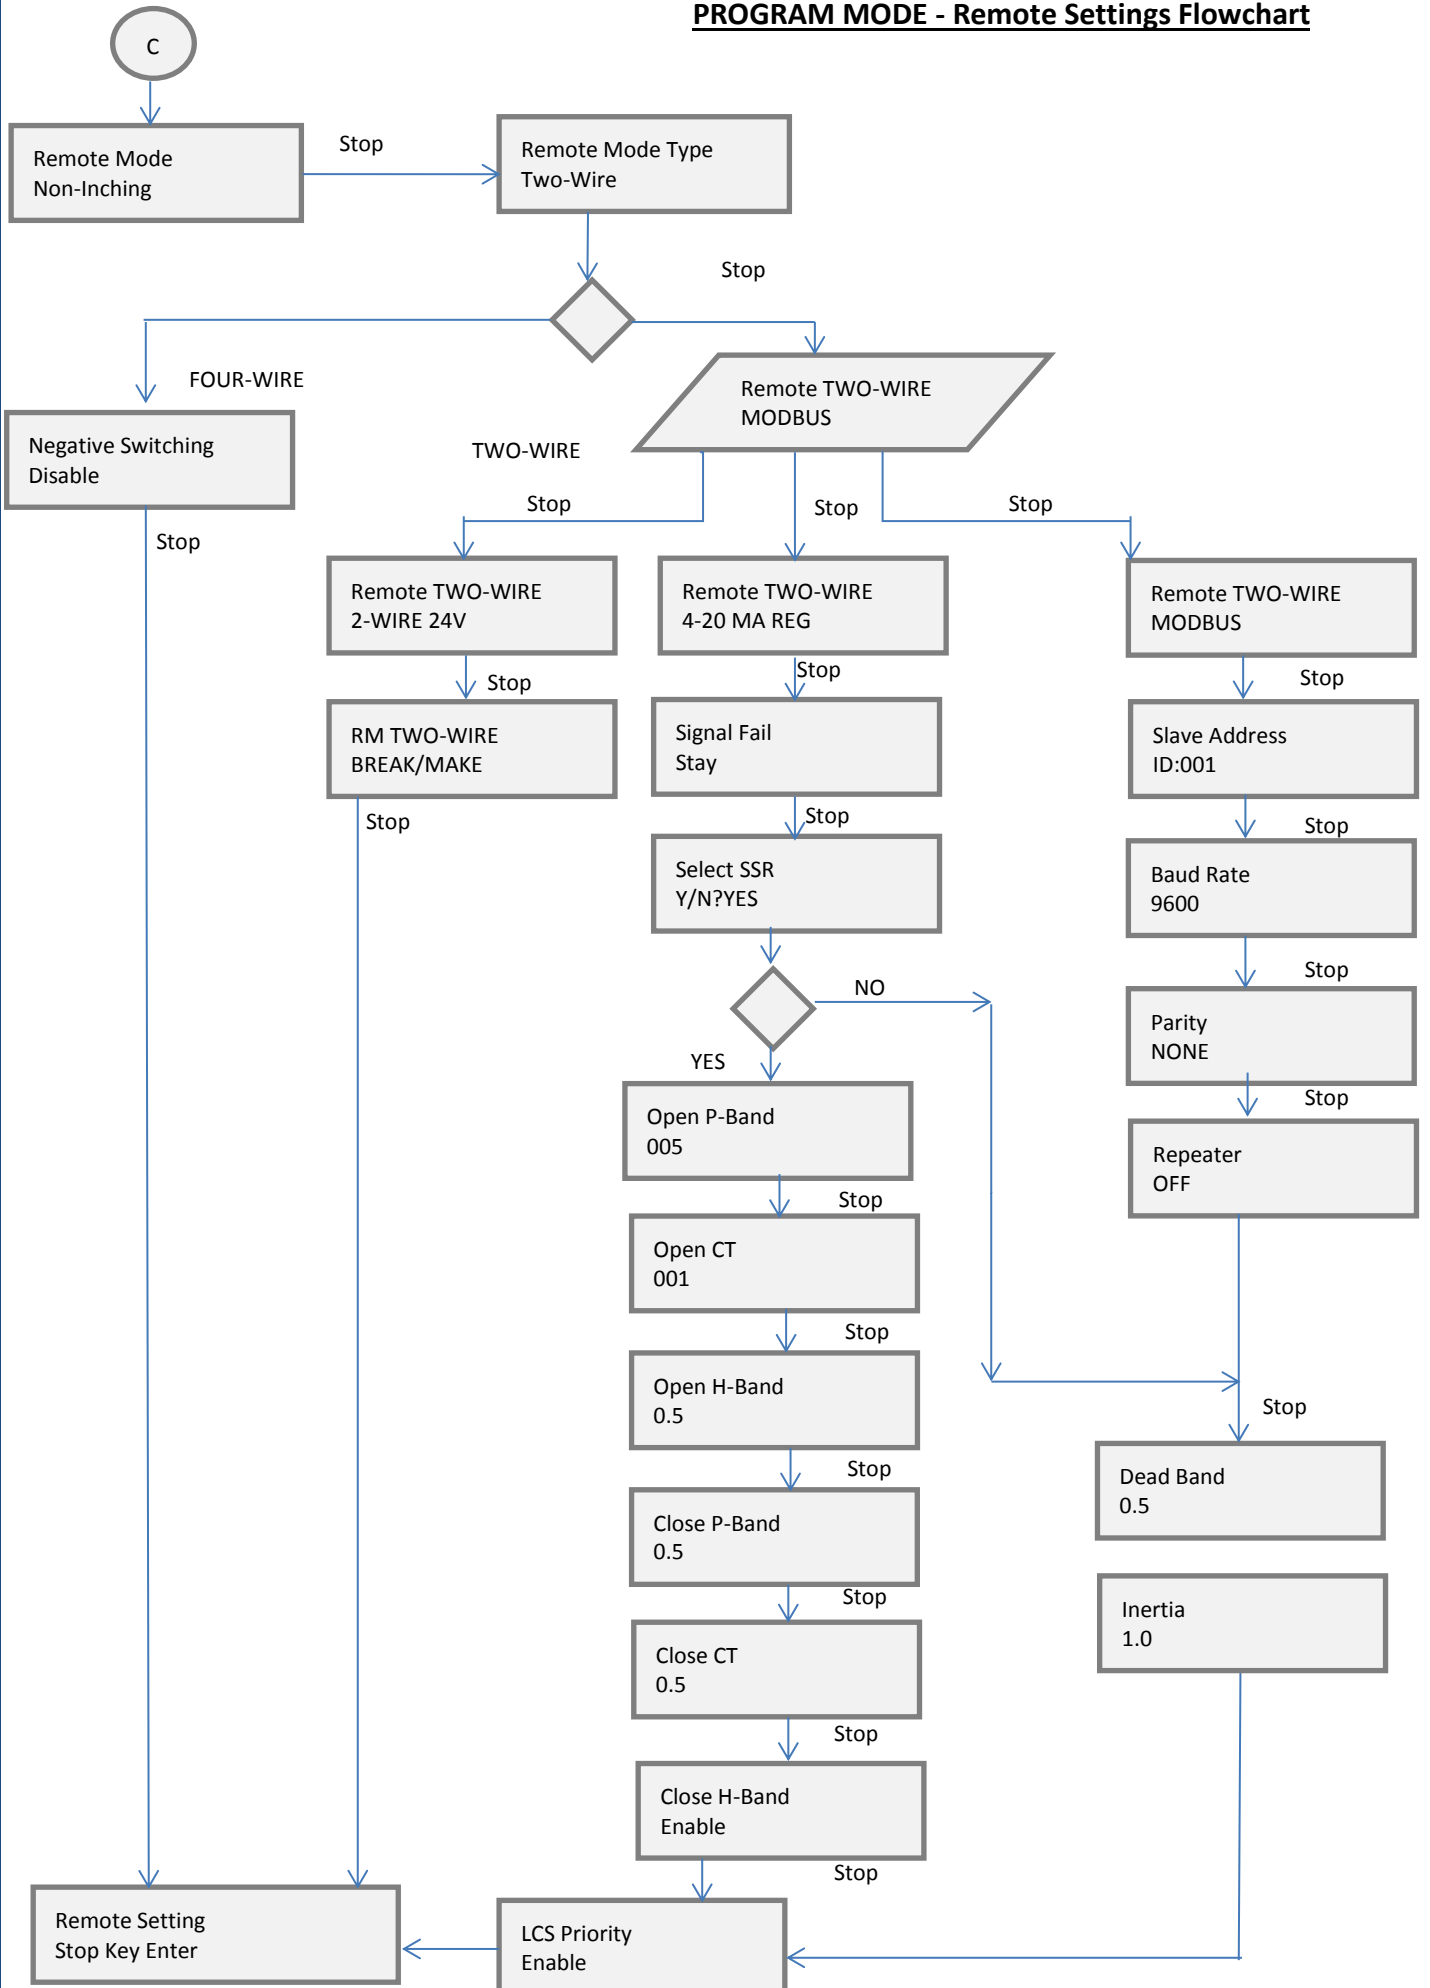 PROGRAM MODE - Remote Settings Flowchart
C
Remote Mode
Non-Inching
Stop
Remote Mode Type
Two-Wire
Stop
FOUR-WIRE
Negative Switching
Disable
Stop
Remote TWO-WIRE
MODBUS
TWO-WIRE
Stop
Stop
Stop
Remote TWO-WIRE
2-WIRE 24V
Stop
RM TWO-WIRE
BREAK/MAKE
Stop
Remote TWO-WIRE
4-20 MA REG
Stop
Signal Fail
Stay
Stop
Select SSR
Y/N?YES
NO
YES
Open P-Band
005
Stop
Open CT
001
Stop
Open H-Band
0.5
Stop
Close P-Band
0.5
Stop
Close CT
0.5
Stop
Close H-Band
Enable
Stop
Remote TWO-WIRE
MODBUS
Stop
Slave Address
ID:001
Stop
Baud Rate
9600
Stop
Parity
NONE
Stop
Repeater
OFF
Stop
Dead Band
0.5
Inertia
1.0
LCS Priority
Enable
Remote Setting
Stop Key Enter